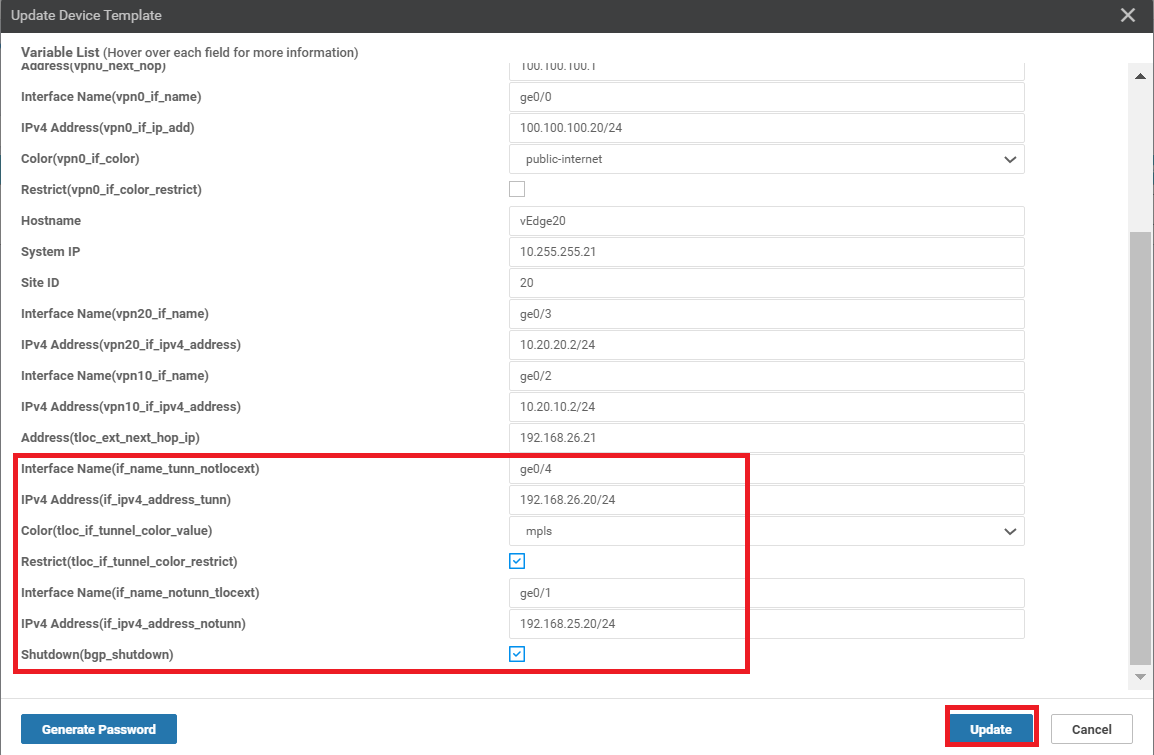 Update Device Template
Variable List (Hover over each field for more information)
Address(vpn0_next_hop) 100.100.100.1
Interface Name(vpn0_if_name) ge0/0
IPv4 Address(vpn0_if_ip_add) 100.100.100.20/24
Color(vpn0_if_color) public-internet
Restrict(vpn0_if_color_restrict)
Hostname vEdge20
System IP 10.255.255.21
Site ID 20
Interface Name(vpn20_if_name) ge0/3
IPv4 Address(vpn20_if_ipv4_address) 10.20.20.2/24
Interface Name(vpn10_if_name) ge0/2
IPv4 Address(vpn10_if_ipv4_address) 10.20.10.2/24
Address(tloc_ext_next_hop_ip) 192.168.26.21
Interface Name(if_name_tunn_notlocext) ge0/4
IPv4 Address(if_ipv4_address_tunn) 192.168.26.20/24
Color(tloc_if_tunnel_color_value) mpls
Restrict(tloc_if_tunnel_color_restrict)
Interface Name(if_name_notunn_tlocext) ge0/1
IPv4 Address(if_ipv4_address_notunn) 192.168.25.20/24
Shutdown(bgp_shutdown)
Generate Password Update Cancel